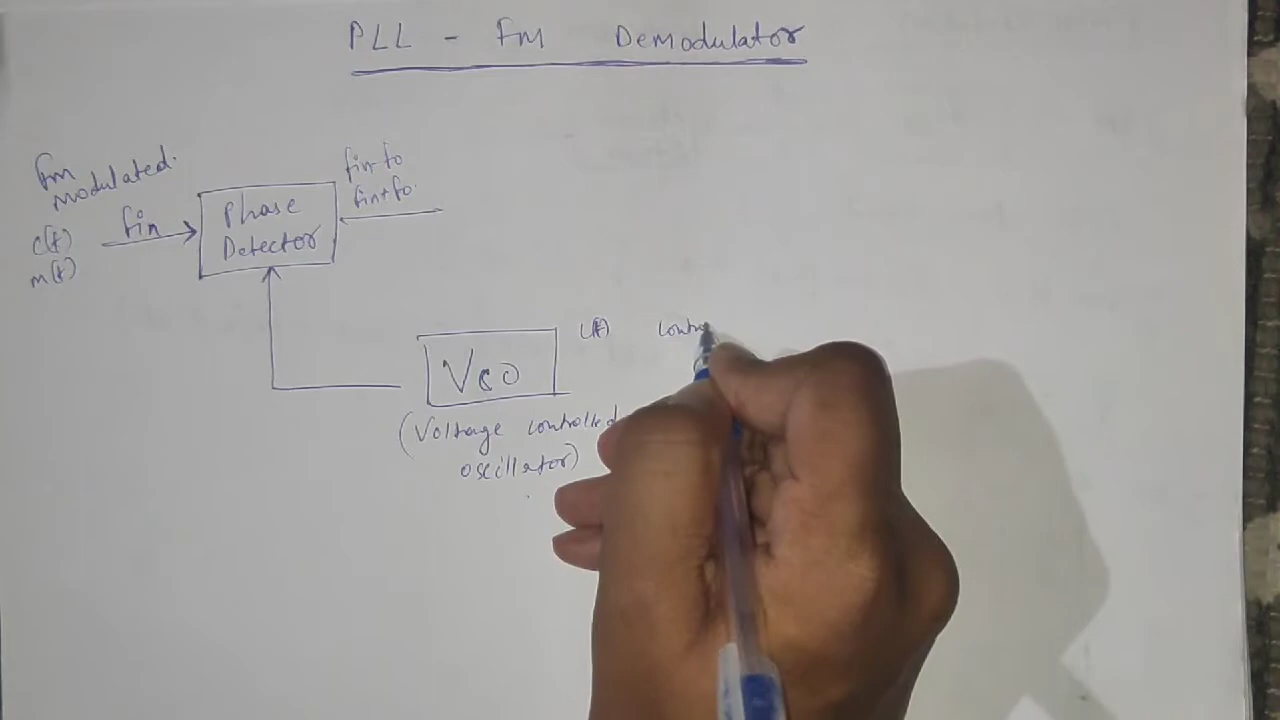 PLL - Fm Demodulator
fm
modulated.
c(t)
m(t)
fin
Phase
Detector
fin-fo
fin+fo.
VCO
(Voltage controlled
oscillator)